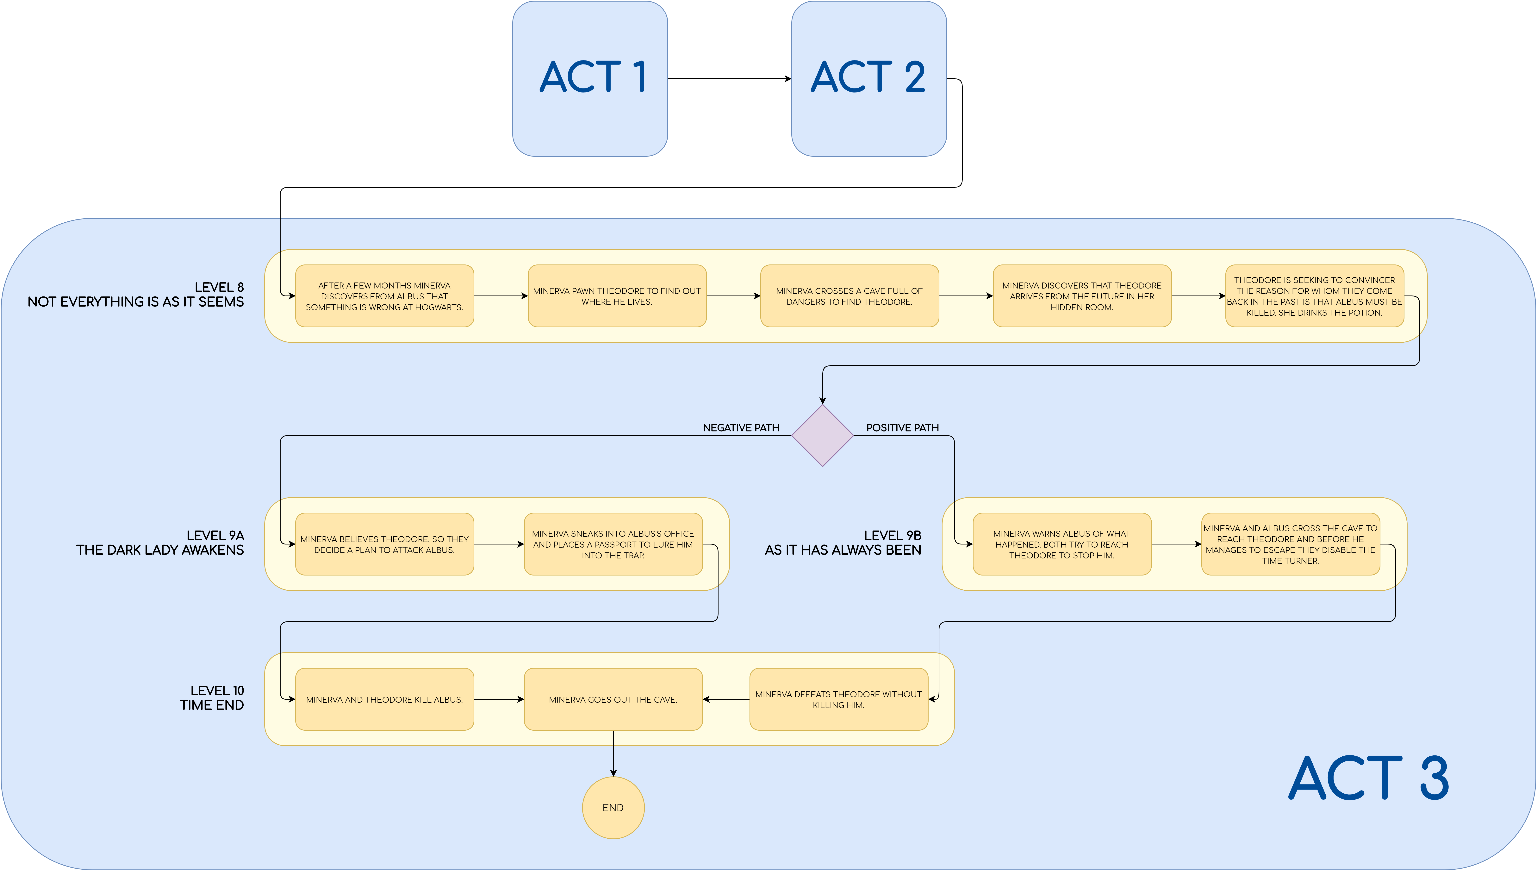 ACT 1
ACT 2
LEVEL 8
NOT EVERYTHING IS AS IT SEEMS
AFTER A FEW MONTHS MINERVA
DISCOVERS FROM ALBUS THAT
SOMETHING IS WRONG AT HOGWARTS.
MINERVA PAWN THEODORE TO FIND OUT
WHERE HE LIVES.
MINERVA CROSSES A CAVE FULL OF
DANGERS TO FIND THEODORE.
MINERVA DISCOVERS THAT THEODORE
ARRIVES FROM THE FUTURE IN HER
HIDDEN ROOM.
THEODORE IS SEEKING TO CONVINCER
THE REASON FOR WHOM THEY COME
BACK IN THE PAST IS THAT ALBUS MUST BE
KILLED. SHE DRINKS THE POTION.
NEGATIVE PATH
POSITIVE PATH
LEVEL 9A
THE DARK LADY AWAKENS
MINERVA BELIEVES THEODORE. SO THEY
DECIDE A PLAN TO ATTACK ALBUS.
MINERVA SNEAKS INTO ALBUS'S OFFICE
AND PLACES A PASSPORT TO LURE HIM
INTO THE TRAP.
LEVEL 9B
AS IT HAS ALWAYS BEEN
MINERVA WARNS ALBUS OF WHAT
HAPPENED. BOTH TRY TO REACH
THEODORE TO STOP HIM.
MINERVA AND ALBUS CROSS THE CAVE TO
REACH THEODORE AND BEFORE HE
MANAGES TO ESCAPE THEY DISABLE THE
TIME TURNER.
LEVEL 10
TIME END
MINERVA AND THEODORE KILL ALBUS.
MINERVA GOES OUT THE CAVE.
MINERVA DEFEATS THEODORE WITHOUT
KILLING HIM.
ACT 3
END